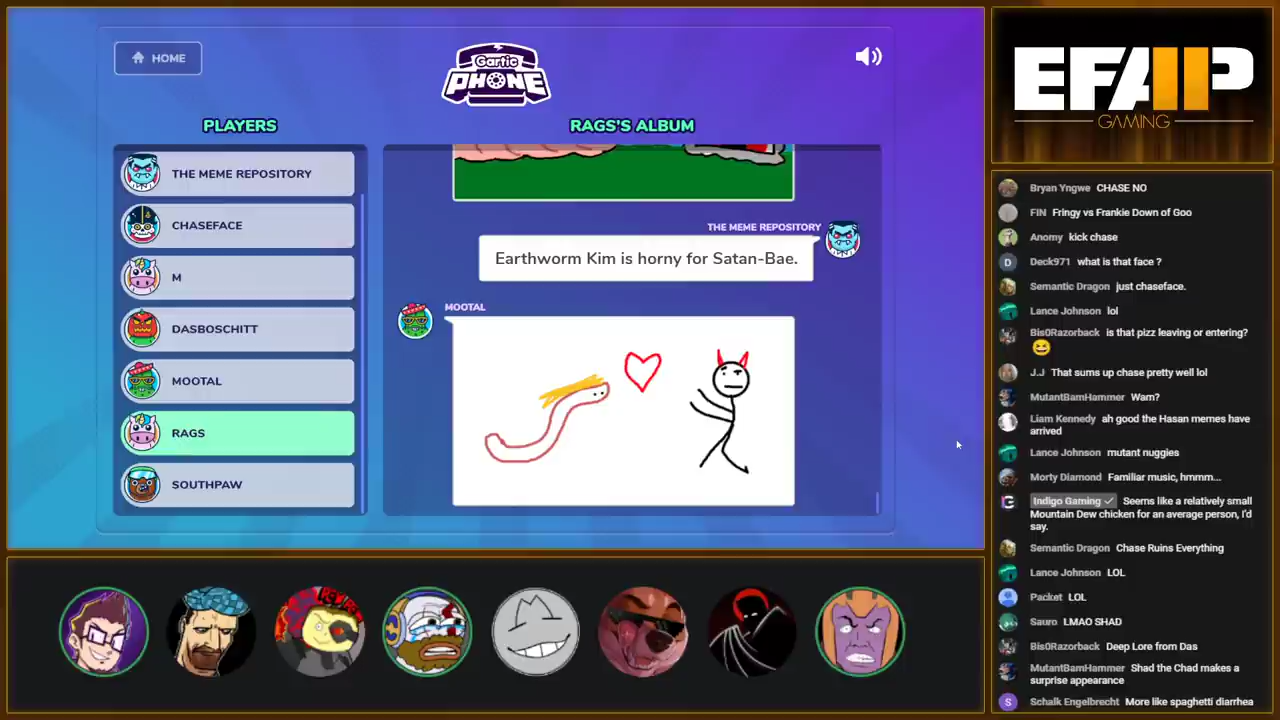 HOME
Gartic
PHONE
PLAYERS
RAGS'S ALBUM
THE MEME REPOSITORY
CHASEFACE
M
DASBOSCHITT
MOOTAL
RAGS
SOUTHPAW
THE MEME REPOSITORY
Earthworm Kim is horny for Satan-Bae.
MOOTAL
EFAP
GAMING
Bryan Yngwe CHASE NO
FIN Fringy vs Frankie Down of Goo
Anomy kick chase
D
Deck971 what is that face ?
Semantic Dragon just chaseface.
Lance Johnson lol
Bis0Razorback is that pizz leaving or entering?
J.J That sums up chase pretty well lol
MutantBamHammer Wam?
Liam Kennedy ah good the Hasan memes have
arrived
Lance Johnson mutant nuggies
Morty Diamond Familiar music, hmmm....
Indigo Gaming Seems like a relatively small
Mountain Dew chicken for an average person, I'd
say.
Semantic Dragon Chase Ruins Everything
Lance Johnson LOL
Packet LOL
Sauro LMAO SHAD
Bis0Razorback Deep Lore from Das
MutantBamHammer Shad the Chad makes a
surprise appearance
S
Schalk Engelbrecht More like spaghetti diarrhea